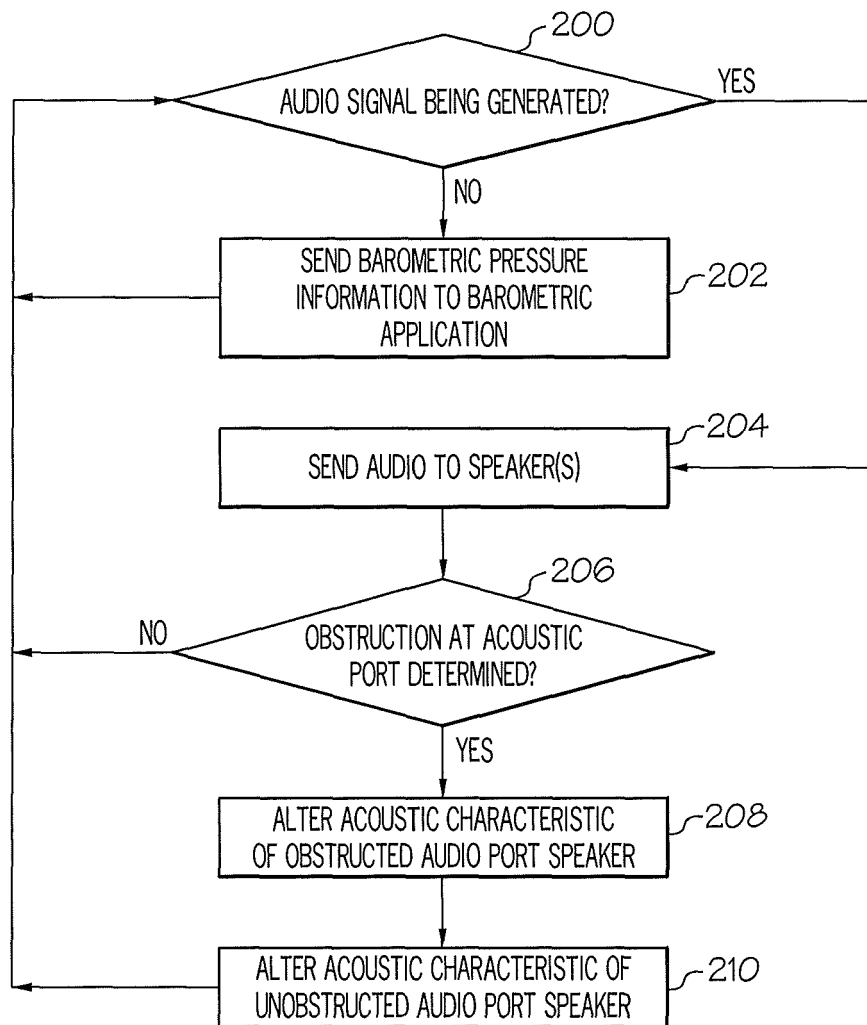 200
AUDIO SIGNAL BEING GENERATED?
YES
NO
SEND BAROMETRIC PRESSURE
INFORMATION TO BAROMETRIC
APPLICATION
202
204
SEND AUDIO TO SPEAKER(S)
206
NO
OBSTRUCTION AT ACOUSTIC
PORT DETERMINED?
YES
ALTER ACOUSTIC CHARACTERISTIC
OF OBSTRUCTED AUDIO PORT SPEAKER
208
ALTER ACOUSTIC CHARACTERISTIC OF
UNOBSTRUCTED AUDIO PORT SPEAKER
210